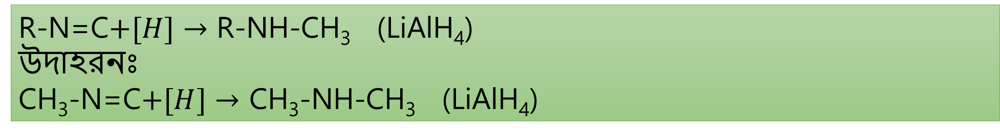 R-N=C+[H] → R-NH-CH₃ (LiAlH₄)
উদাহরনঃ
CH₃-N=C+[H] → CH₃-NH-CH₃ (LiAlH₄)